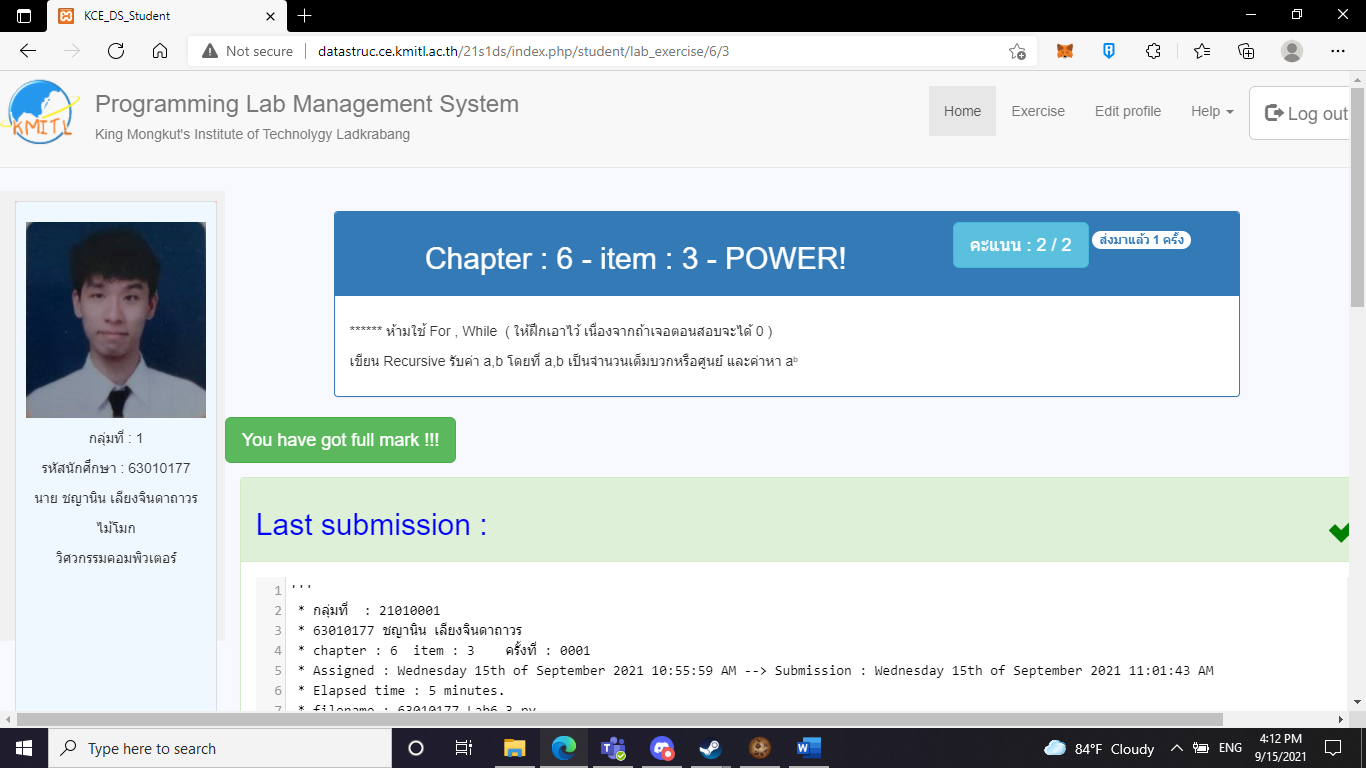 KCE_DS_Student
Not secure
datastruc.ce.kmitl.ac.th/21s1ds/index.php/student/lab_exercise/6/3
KMITL
Programming Lab Management System
King Mongkut's Institute of Technolygy Ladkrabang
Home
Exercise
Edit profile
Help
Log out
Chapter : 6 - item : 3 - POWER!
คะแนน : 2 / 2
ส่งมาแล้ว 1 ครั้ง
****** ห้ามใช้ For , While ( ให้ฝึกเอาไว้ เนื่องจากถ้าเจอตอนสอบจะได้ 0 )
เขียน Recursive รับค่า a,b โดยที่ a,b เป็นจำนวนเต็มบวกหรือศูนย์ และค่าหา aᵇ
กลุ่มที่ : 1
รหัสนักศึกษา : 63010177
นาย ชญานิน เลียงจินดาถาวร
ไม้โมก
วิศวกรรมคอมพิวเตอร์
You have got full mark !!!
Last submission :
1 '''
2 * กลุ่มที่ : 21010001
3 * 63010177 ชญานิน เลียงจินดาถาวร
4 * chapter : 6 item : 3 ครั้งที่ : 0001
5 * Assigned : Wednesday 15th of September 2021 10:55:59 AM --> Submission : Wednesday 15th of September 2021 11:01:43 AM
6 * Elapsed time : 5 minutes.
7 * filename : 63010177_Lab6_3.py
Type here to search
84°F Cloudy
ENG
4:12 PM
9/15/2021